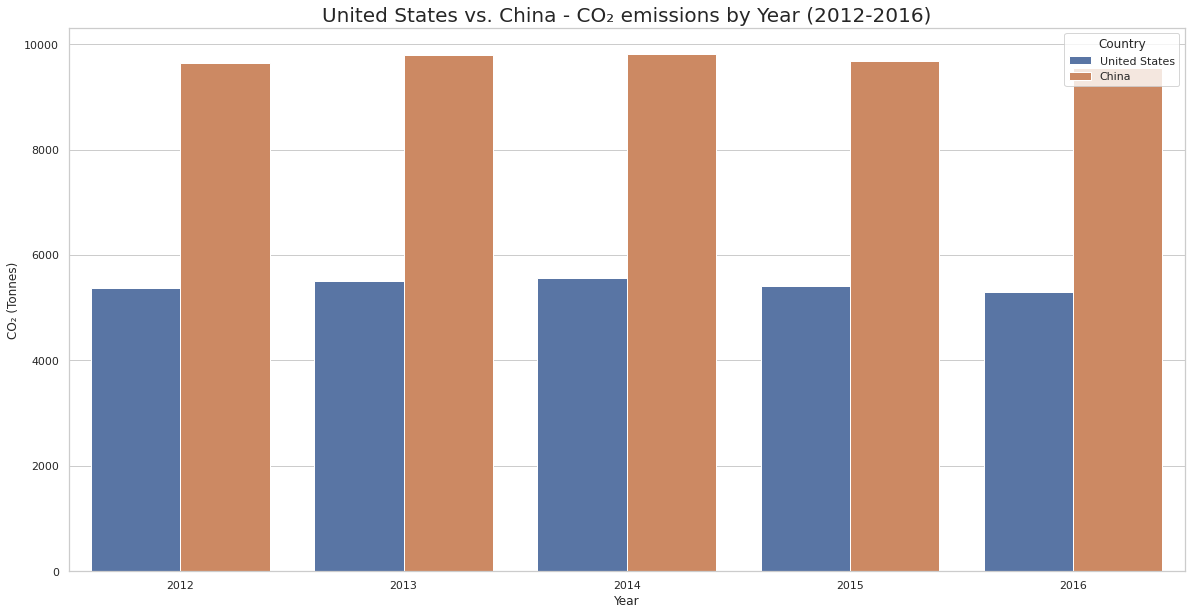 United States vs. China - CO₂ emissions by Year (2012-2016)
Country
United States
China
10000
8000
6000
4000
2000
0
CO₂ (Tonnes)
2012
2013
2014
2015
2016
Year